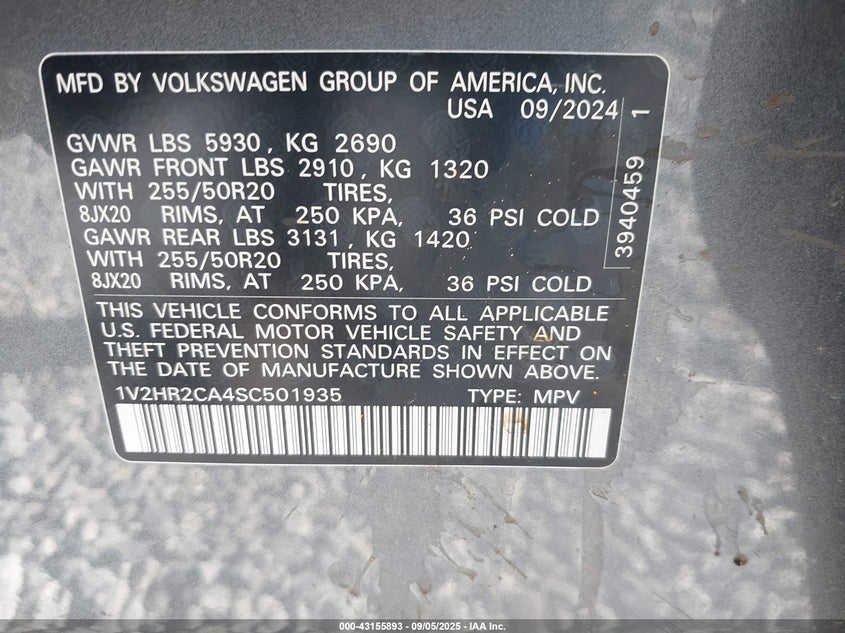 MFD BY VOLKSWAGEN GROUP OF AMERICA, INC.
USA 09/2024
GVWR LBS 5930, KG 2690
GAWR FRONT LBS 2910, KG 1320
WITH 255/50R20 TIRES,
8JX20 RIMS, AT 250 KPA, 36 PSI COLD
GAWR REAR LBS 3131, KG 1420
WITH 255/50R20 TIRES,
8JX20 RIMS, AT 250 KPA, 36 PSI COLD
3940459 1
THIS VEHICLE CONFORMS TO ALL APPLICABLE
U.S. FEDERAL MOTOR VEHICLE SAFETY AND
THEFT PREVENTION STANDARDS IN EFFECT ON
THE DATE OF MANUFACTURE SHOWN ABOVE.
1V2HR2CA4SC501935 TYPE: MPV
000-43155893 - 09/05/2025 - IAA Inc.